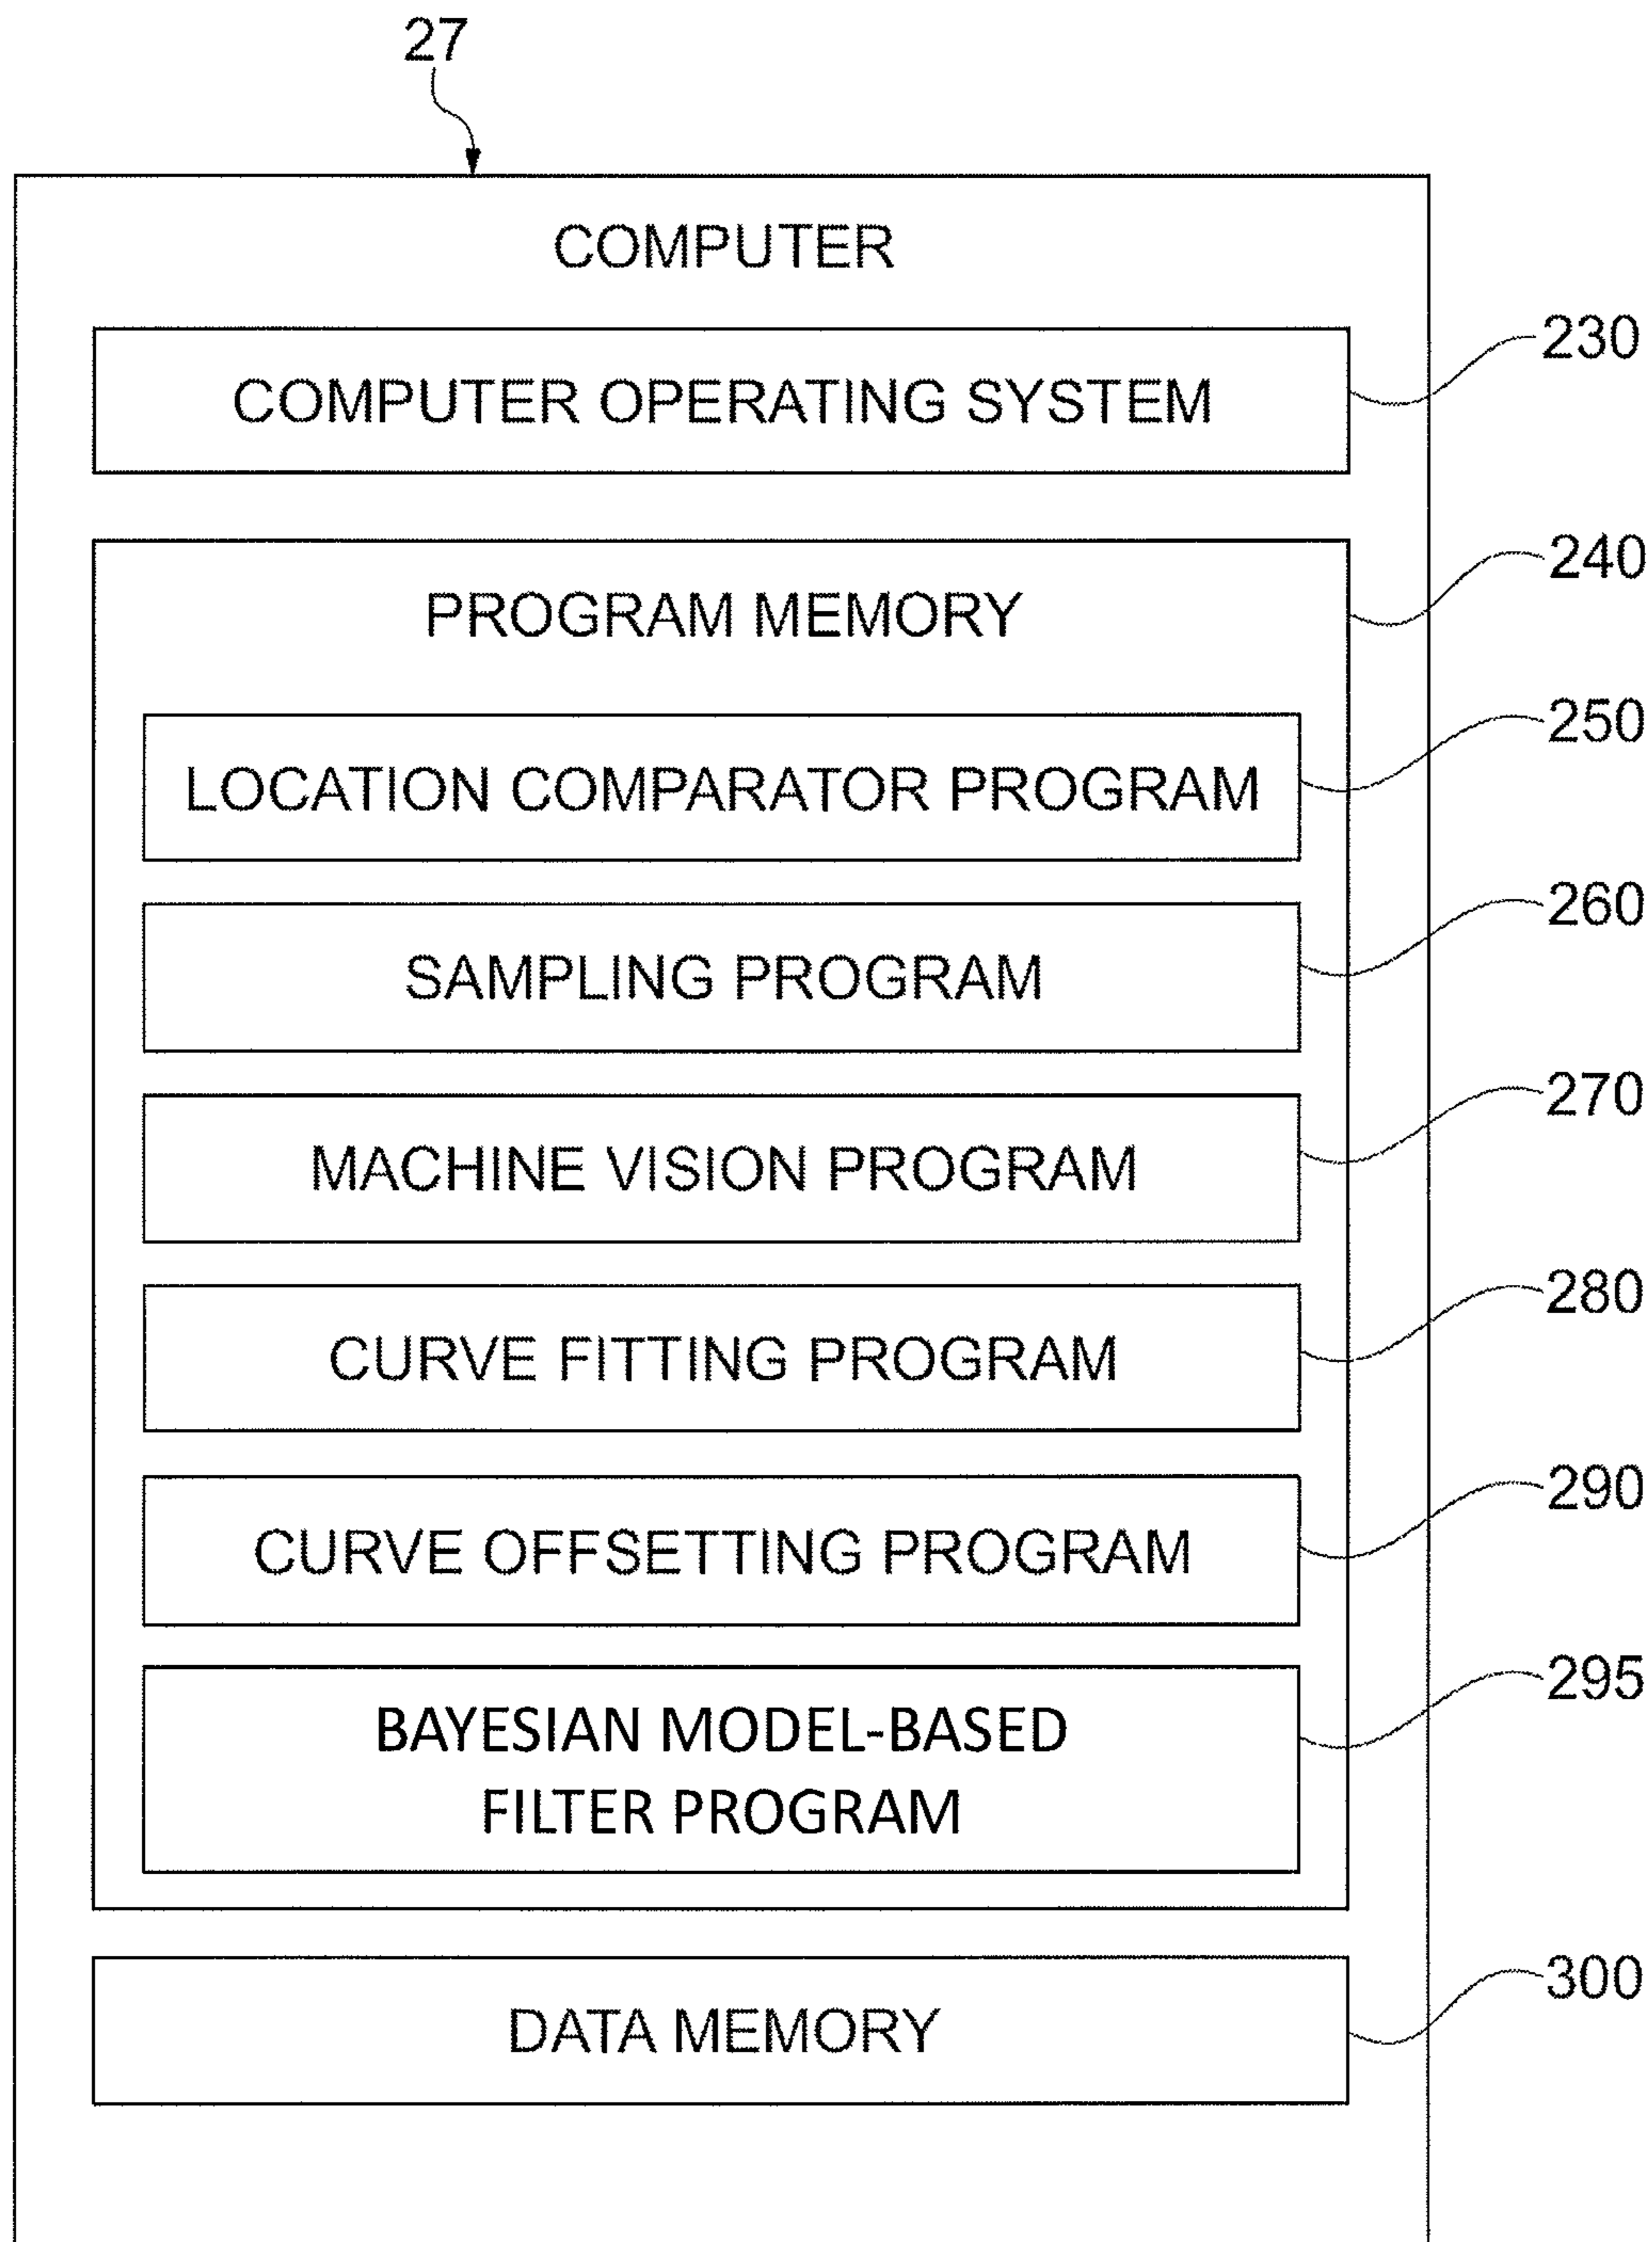 27
COMPUTER
COMPUTER OPERATING SYSTEM
230
PROGRAM MEMORY
240
LOCATION COMPARATOR PROGRAM
250
SAMPLING PROGRAM
260
MACHINE VISION PROGRAM
270
CURVE FITTING PROGRAM
280
CURVE OFFSETTING PROGRAM
290
BAYESIAN MODEL-BASED
FILTER PROGRAM
295
DATA MEMORY
300